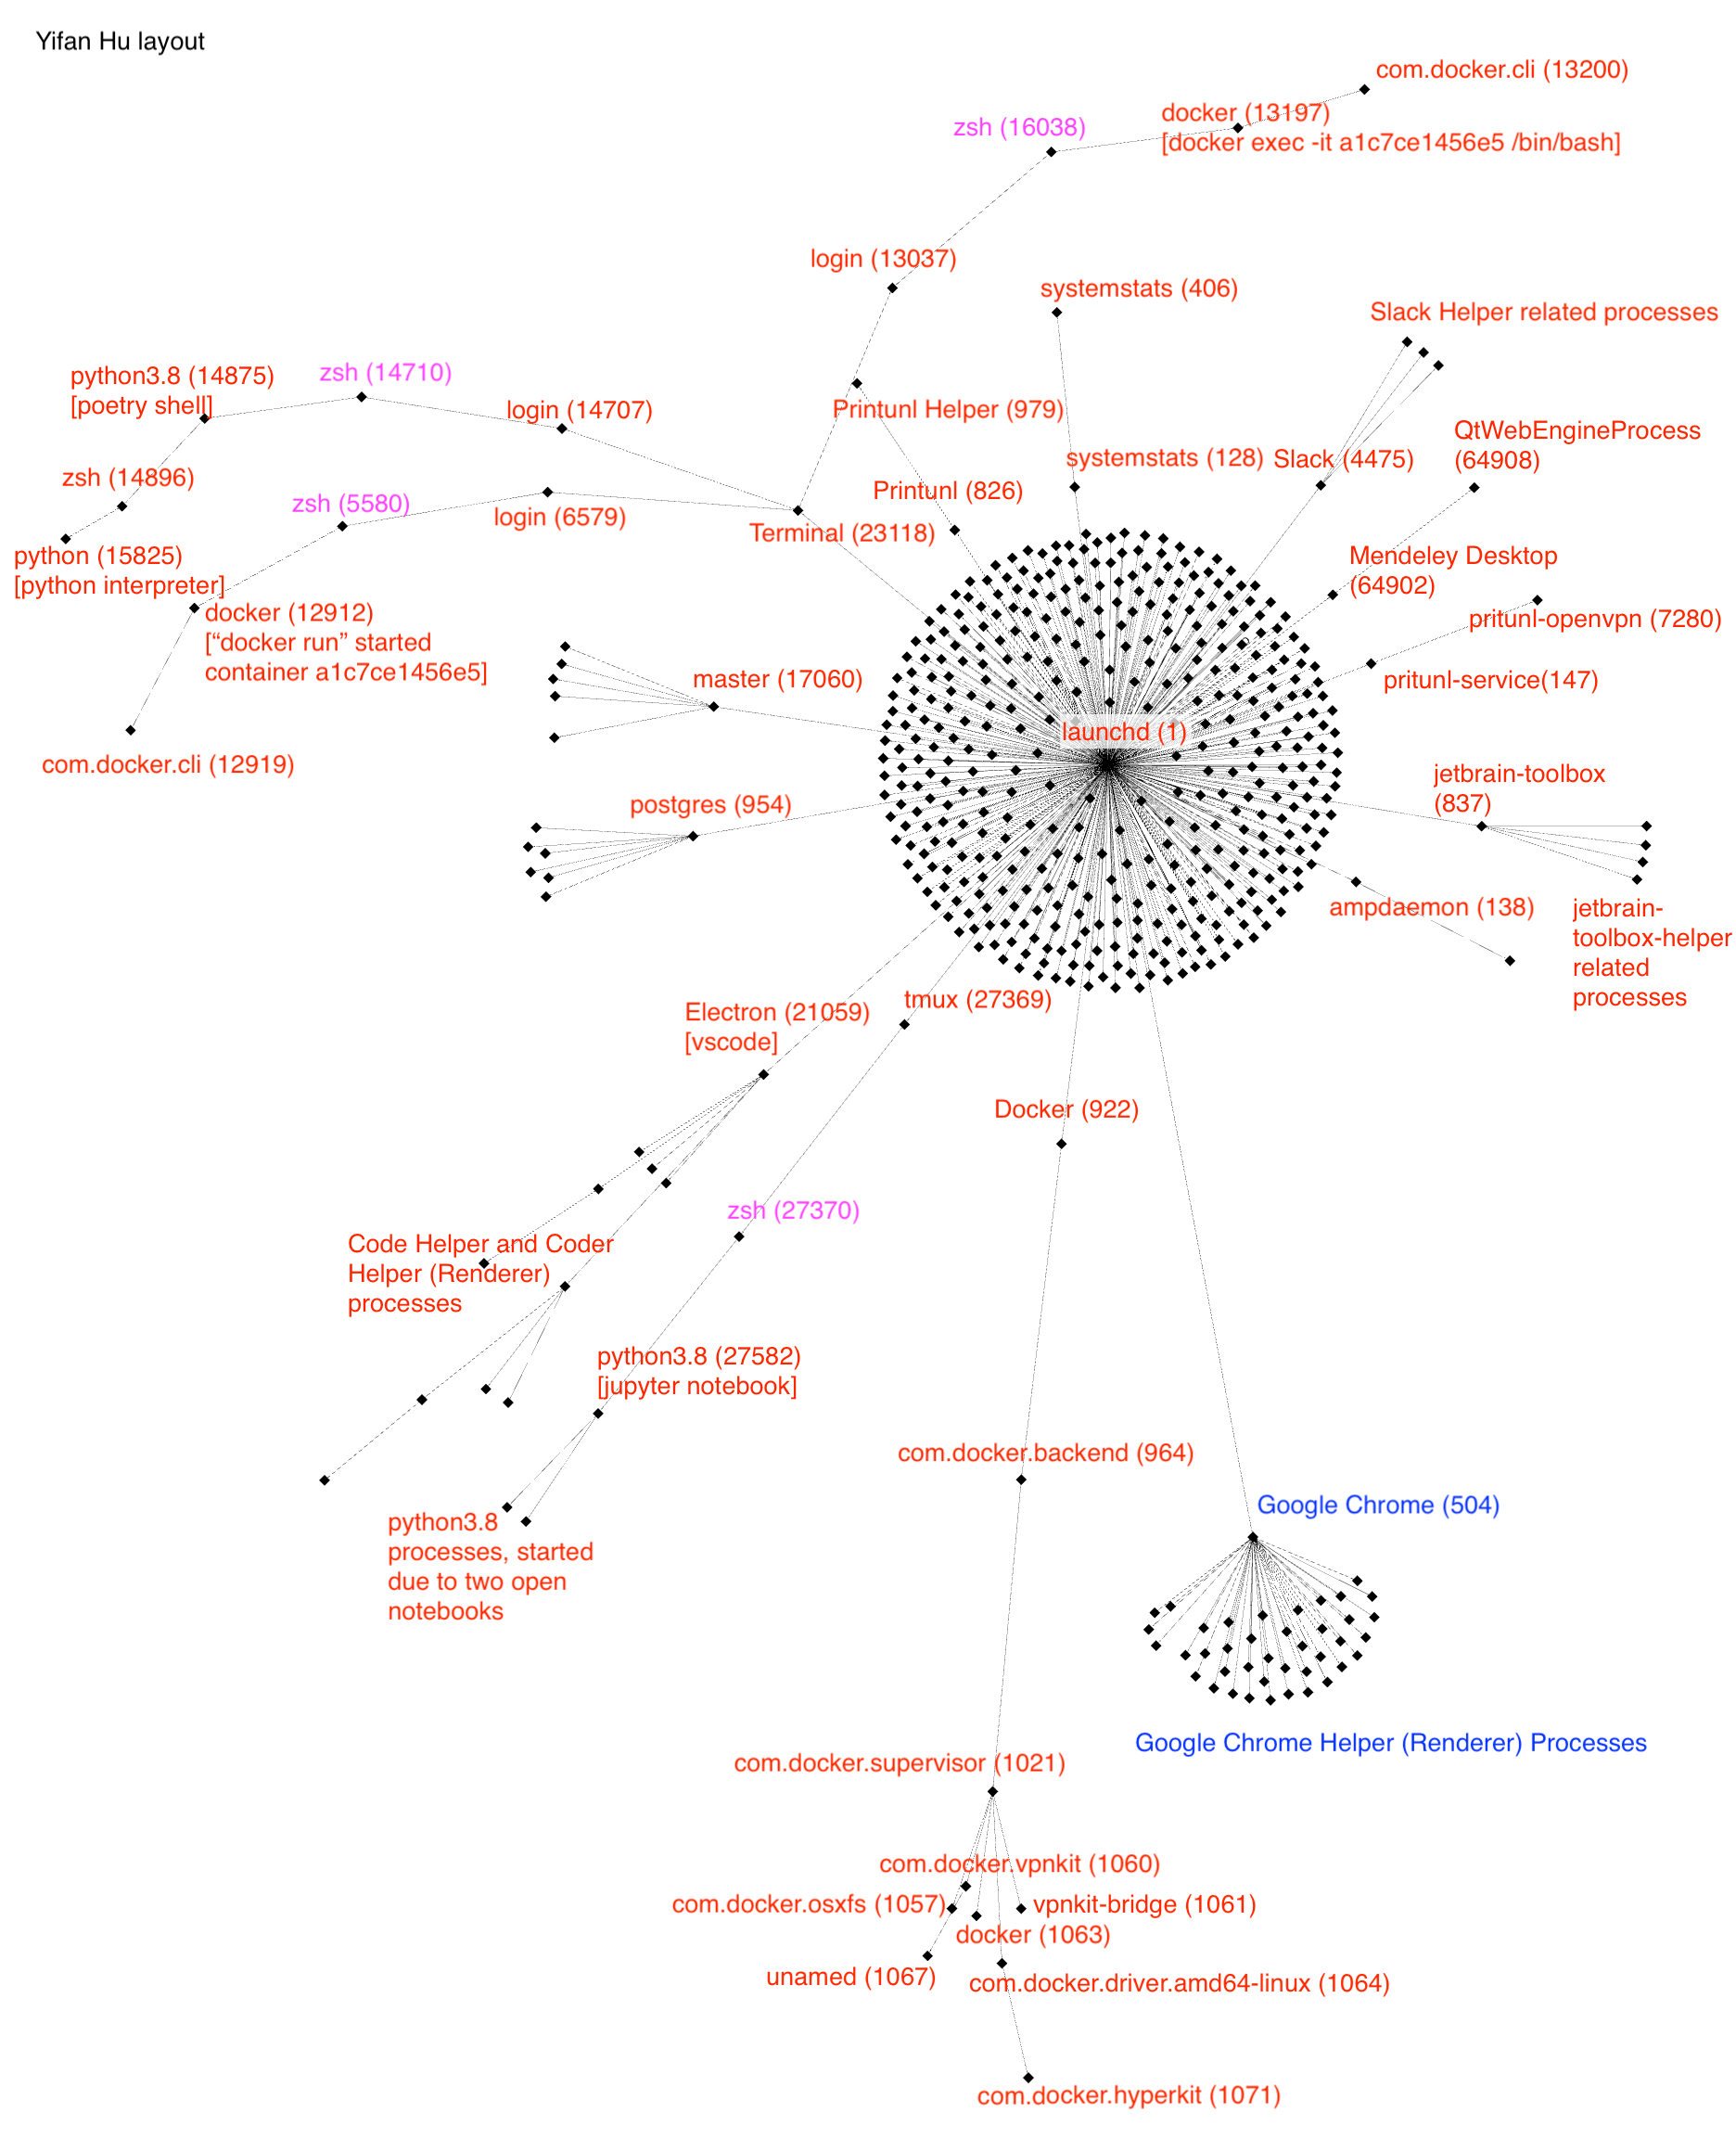 Yifan Hu layout
com.docker.cli (13200)
docker (13197)
[docker exec -it a1c7ce1456e5 /bin/bash]
zsh (16038)
login (13037)
systemstats (406)
Slack Helper related processes
python3.8 (14875)
[poetry shell]
zsh (14710)
login (14707)
Printunl Helper (979)
systemstats (128)
Slack (4475)
QtWebEngineProcess
(64908)
zsh (14896)
zsh (5580)
login (6579)
Printunl (826)
Terminal (23118)
python (15825)
[python interpreter]
Mendeley Desktop
(64902)
docker (12912)
[“docker run” started
container a1c7ce1456e5]
pritunl-openvpn (7280)
master (17060)
pritunl-service(147)
launchd (1)
com.docker.cli (12919)
jetbrain-toolbox
(837)
postgres (954)
ampdaemon (138)
jetbrain-
toolbox-helper
related
processes
Electron (21059)
[vscode]
tmux (27369)
Docker (922)
zsh (27370)
Code Helper and Coder
Helper (Renderer)
processes
python3.8 (27582)
[jupyter notebook]
com.docker.backend (964)
Google Chrome (504)
python3.8
processes, started
due to two open
notebooks
Google Chrome Helper (Renderer) Processes
com.docker.supervisor (1021)
com.docker.vpnkit (1060)
com.docker.osxfs (1057)
vpnkit-bridge (1061)
docker (1063)
unamed (1067)
com.docker.driver.amd64-linux (1064)
com.docker.hyperkit (1071)